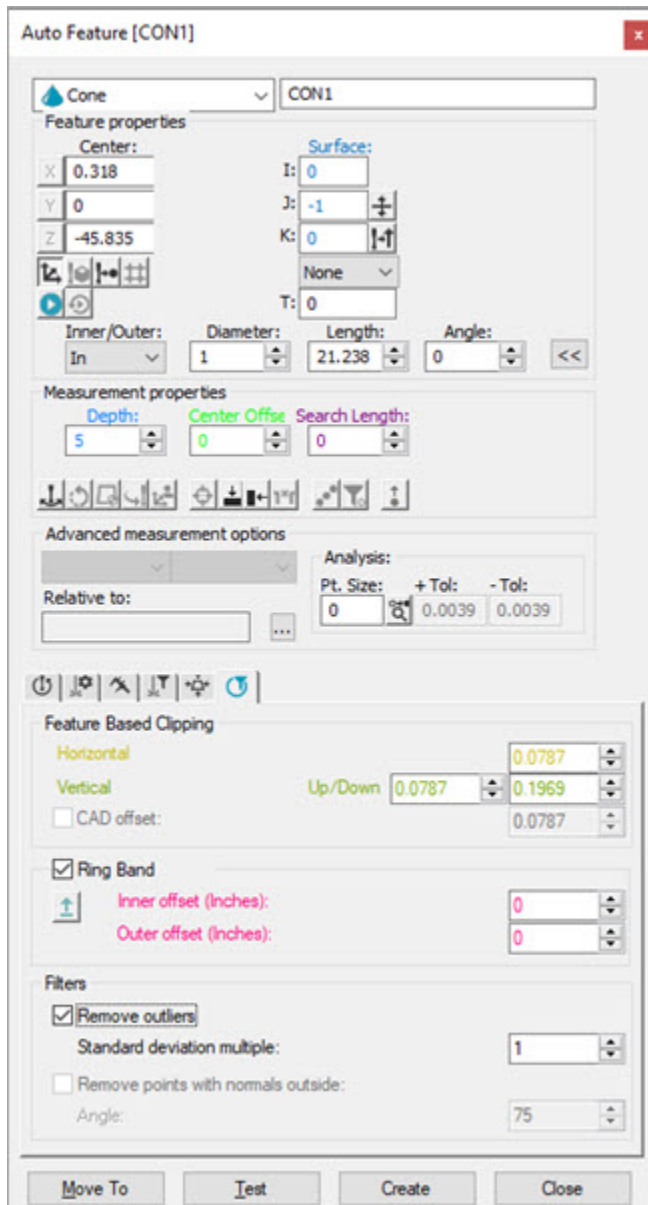 Auto Feature [CON1]
x
Cone CON1
Feature properties
Center: Surface:
X 0.318 I: 0
Y 0 J: -1
Z -45.835 K: 0
None
T: 0
Inner/Outer: Diameter: Length: Angle:
In 1 21.238 0 <<
Measurement properties
Depth: Center Offse Search Length:
5 0 0
Advanced measurement options
Analysis:
Pt. Size: + Tol: - Tol:
Relative to:
0 0.0039 0.0039
...
Feature Based Clipping
Horizontal 0.0787
Vertical Up/Down 0.0787 0.1969
CAD offset: 0.0787
Ring Band
Inner offset (Inches): 0
Outer offset (Inches): 0
Filters
Remove outliers
Standard deviation multiple: 1
Remove points with normals outside:
Angle: 75
Move To Test Create Close